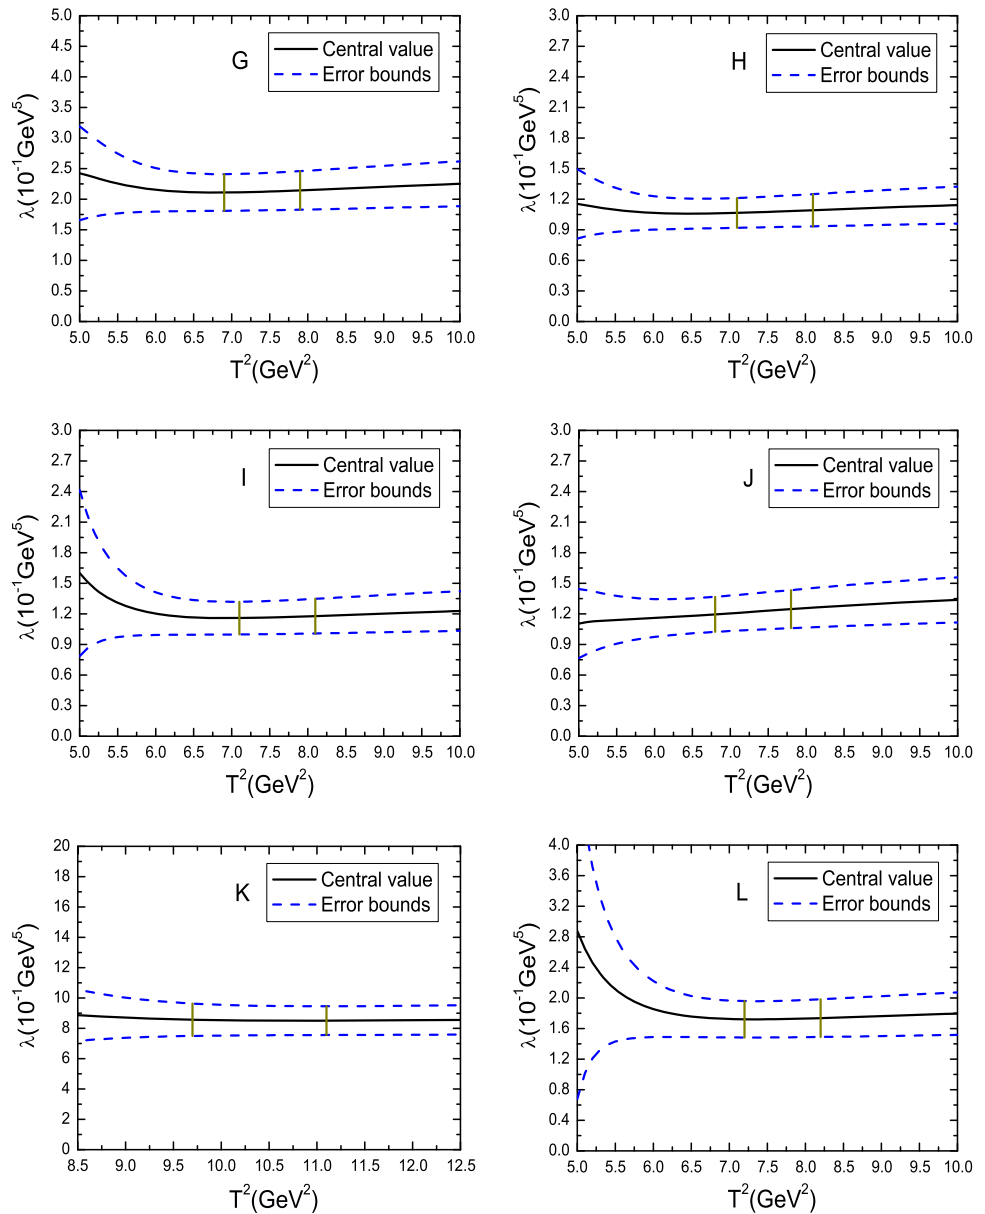 G
Central value
Error bounds
5.0
4.5
4.0
3.5
3.0
2.5
2.0
1.5
1.0
0.5
0.0
λ(10⁻¹GeV⁵)
5.0 5.5 6.0 6.5 7.0 7.5 8.0 8.5 9.0 9.5 10.0
T²(GeV²)
H
Central value
Error bounds
3.0
2.7
2.4
2.1
1.8
1.5
1.2
0.9
0.6
0.3
0.0
λ(10⁻¹GeV⁵)
5.0 5.5 6.0 6.5 7.0 7.5 8.0 8.5 9.0 9.5 10.0
T²(GeV²)
I
Central value
Error bounds
3.0
2.7
2.4
2.1
1.8
1.5
1.2
0.9
0.6
0.3
0.0
λ(10⁻¹GeV⁵)
5.0 5.5 6.0 6.5 7.0 7.5 8.0 8.5 9.0 9.5 10.0
T²(GeV²)
J
Central value
Error bounds
3.0
2.7
2.4
2.1
1.8
1.5
1.2
0.9
0.6
0.3
0.0
λ(10⁻¹GeV⁵)
5.0 5.5 6.0 6.5 7.0 7.5 8.0 8.5 9.0 9.5 10.0
T²(GeV²)
K
Central value
Error bounds
20
18
16
14
12
10
8
6
4
2
0
λ(10⁻¹GeV⁵)
8.5 9.0 9.5 10.0 10.5 11.0 11.5 12.0 12.5
T²(GeV²)
L
Central value
Error bounds
4.0
3.6
3.2
2.8
2.4
2.0
1.6
1.2
0.8
0.4
0.0
λ(10⁻¹GeV⁵)
5.0 5.5 6.0 6.5 7.0 7.5 8.0 8.5 9.0 9.5 10.0
T²(GeV²)